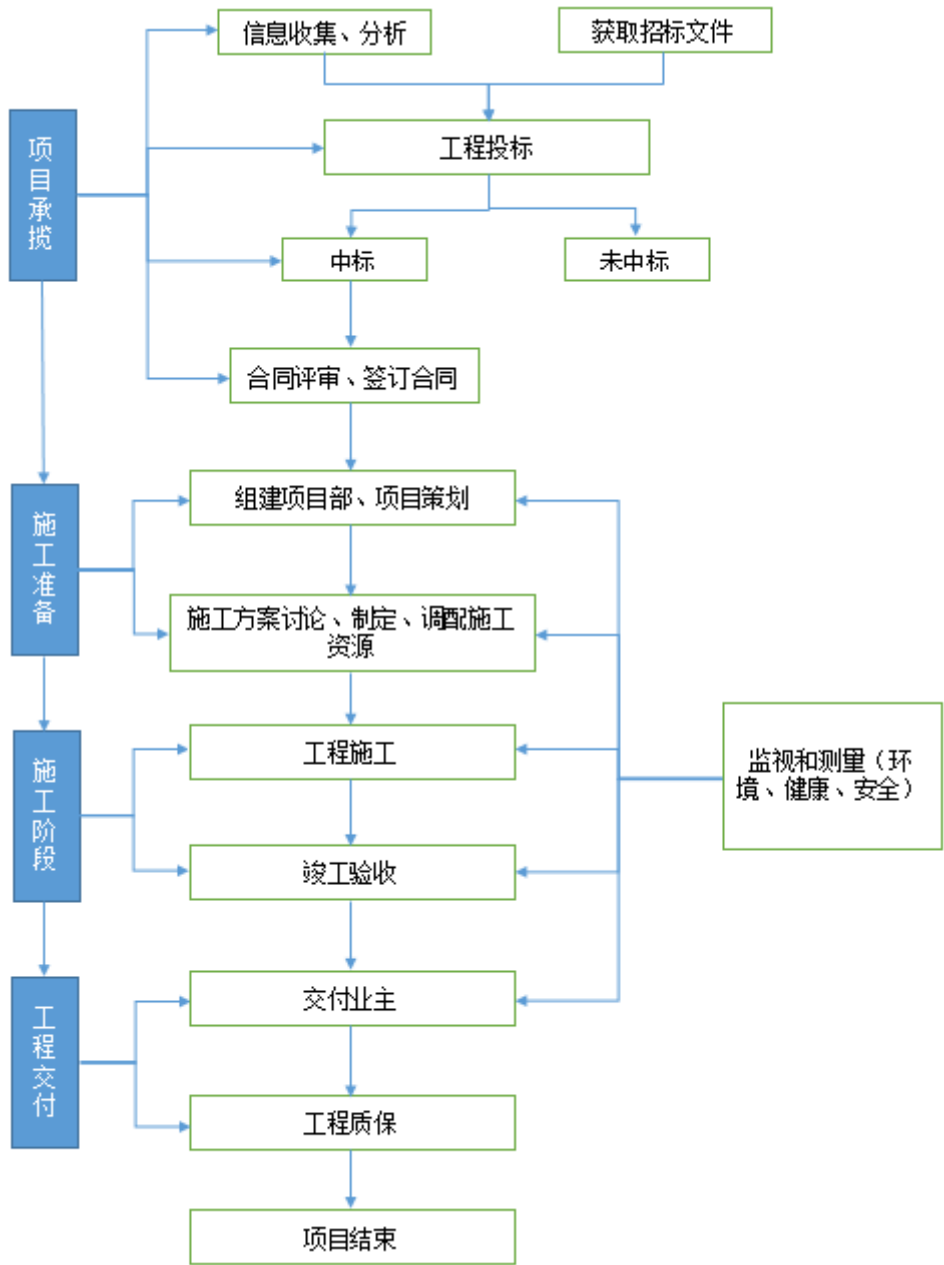 信息收集、分析
获取招标文件
项目承揽
工程投标
中标
未中标
合同评审、签订合同
施工准备
组建项目部、项目策划
施工方案讨论、制定、调配施工
资源
施工阶段
工程施工
监视和测量（环
境、健康、安全）
竣工验收
工程交付
交付业主
工程质保
项目结束